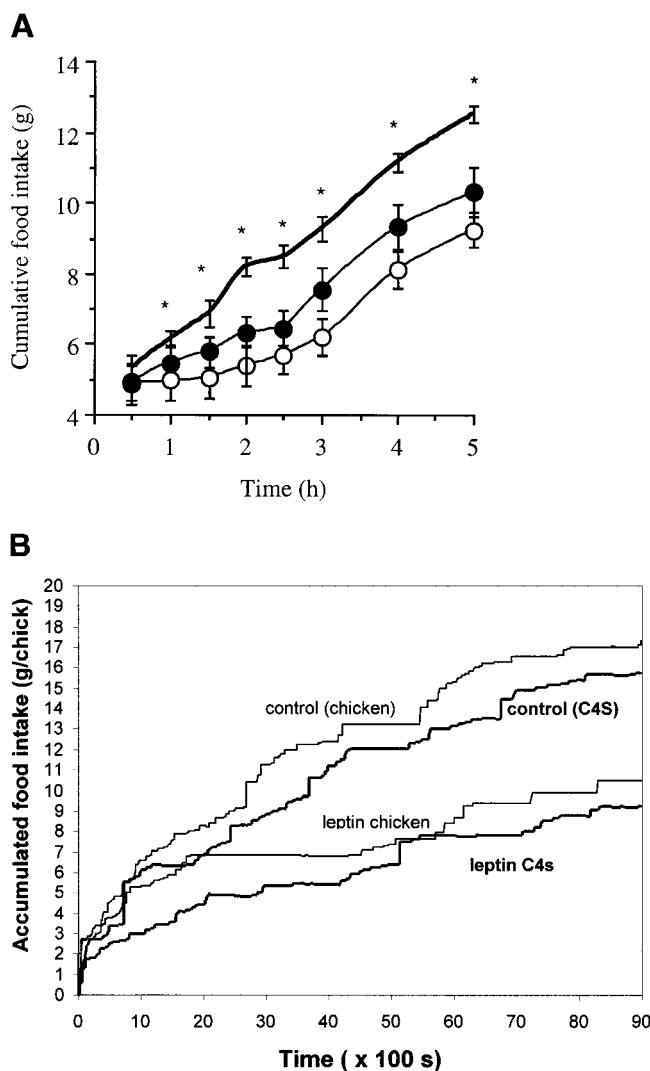 A
Cumulative food intake (g)
14
12
10
8
6
4
* * * * * * *
0 1 2 3 4 5
Time (h)
B
Accumulated food intake (g/chick)
20
19
18
17
16
15
14
13
12
11
10
9
8
7
6
5
4
3
2
1
0
control (chicken)
control (C4S)
leptin chicken
leptin C4s
0 10 20 30 40 50 60 70 80 90
Time ( x 100 s)